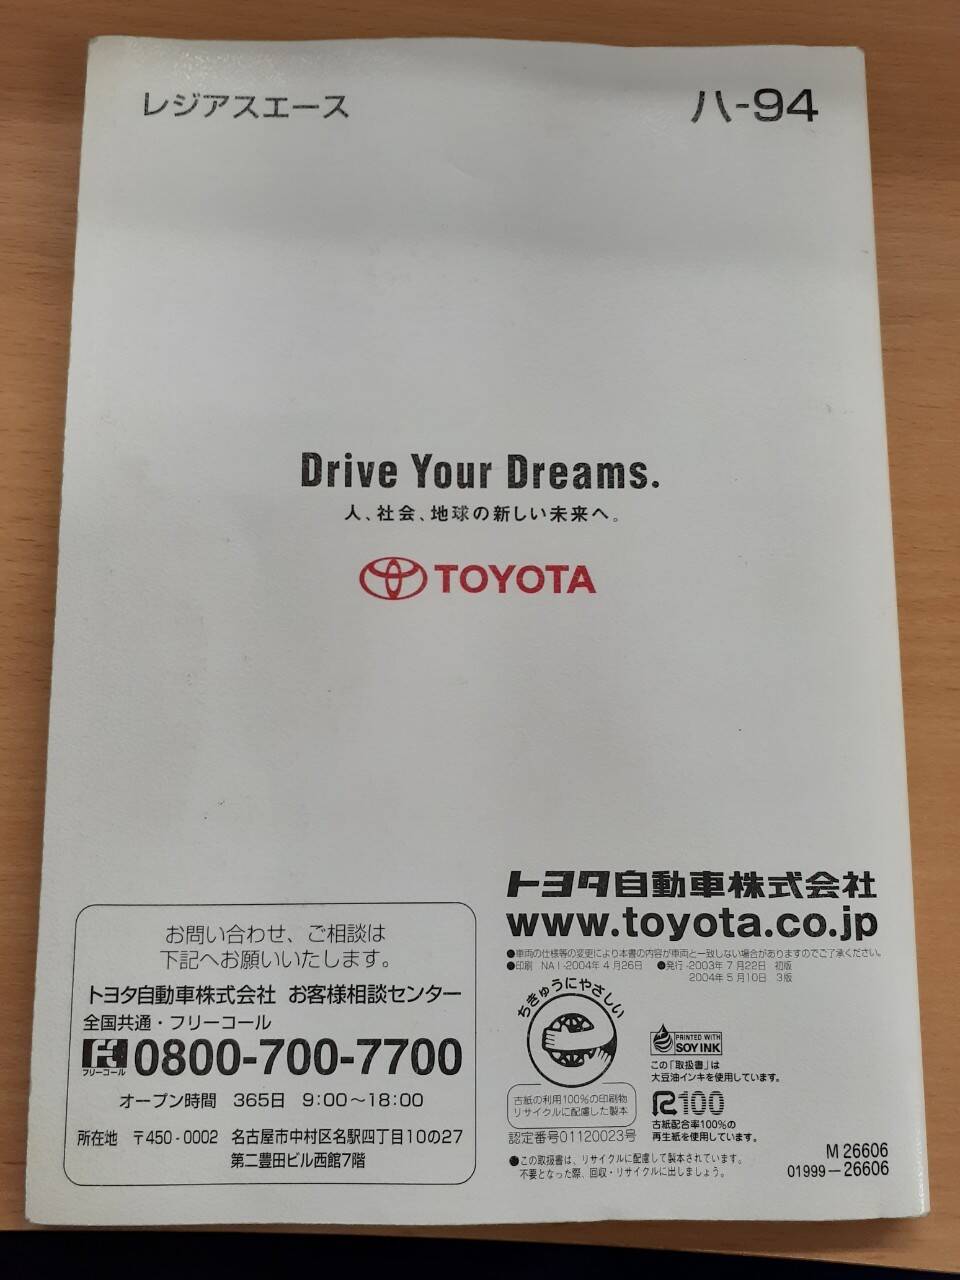 レジアスエース
ハ-94
Drive Your Dreams.
人、社会、地球の新しい未来へ。
TOYOTA
お問い合わせ、ご相談は
下記へお願いいたします。
トヨタ自動車株式会社 お客様相談センター
全国共通・フリーコール
フリーコール
0800-700-7700
オープン時間 365日 9:00～18:00
所在地 〒450-0002 名古屋市中村区名駅四丁目10の27
第二豊田ビル西館7階
トヨタ自動車株式会社
www.toyota.co.jp
●車両の仕様等の変更により本書の内容が車両と一致しない場合がありますのでご了承ください。
●印刷 NAI-2004年4月26日 ●発行-2003年7月22日 初版
2004年5月10日 3版
ちきゅうにやさしい
古紙の利用100%の印刷物
リサイクルに配慮した製本
認定番号01120023号
PRINTED WITH
SOY INK
この「取扱書」は
大豆油インキを使用しています。
R100
古紙配合率100%の
再生紙を使用しています。
●この取扱書は、リサイクルに配慮して製本されています。
不要となった際、回収・リサイクルに出しましょう。
M 26606
01999-26606